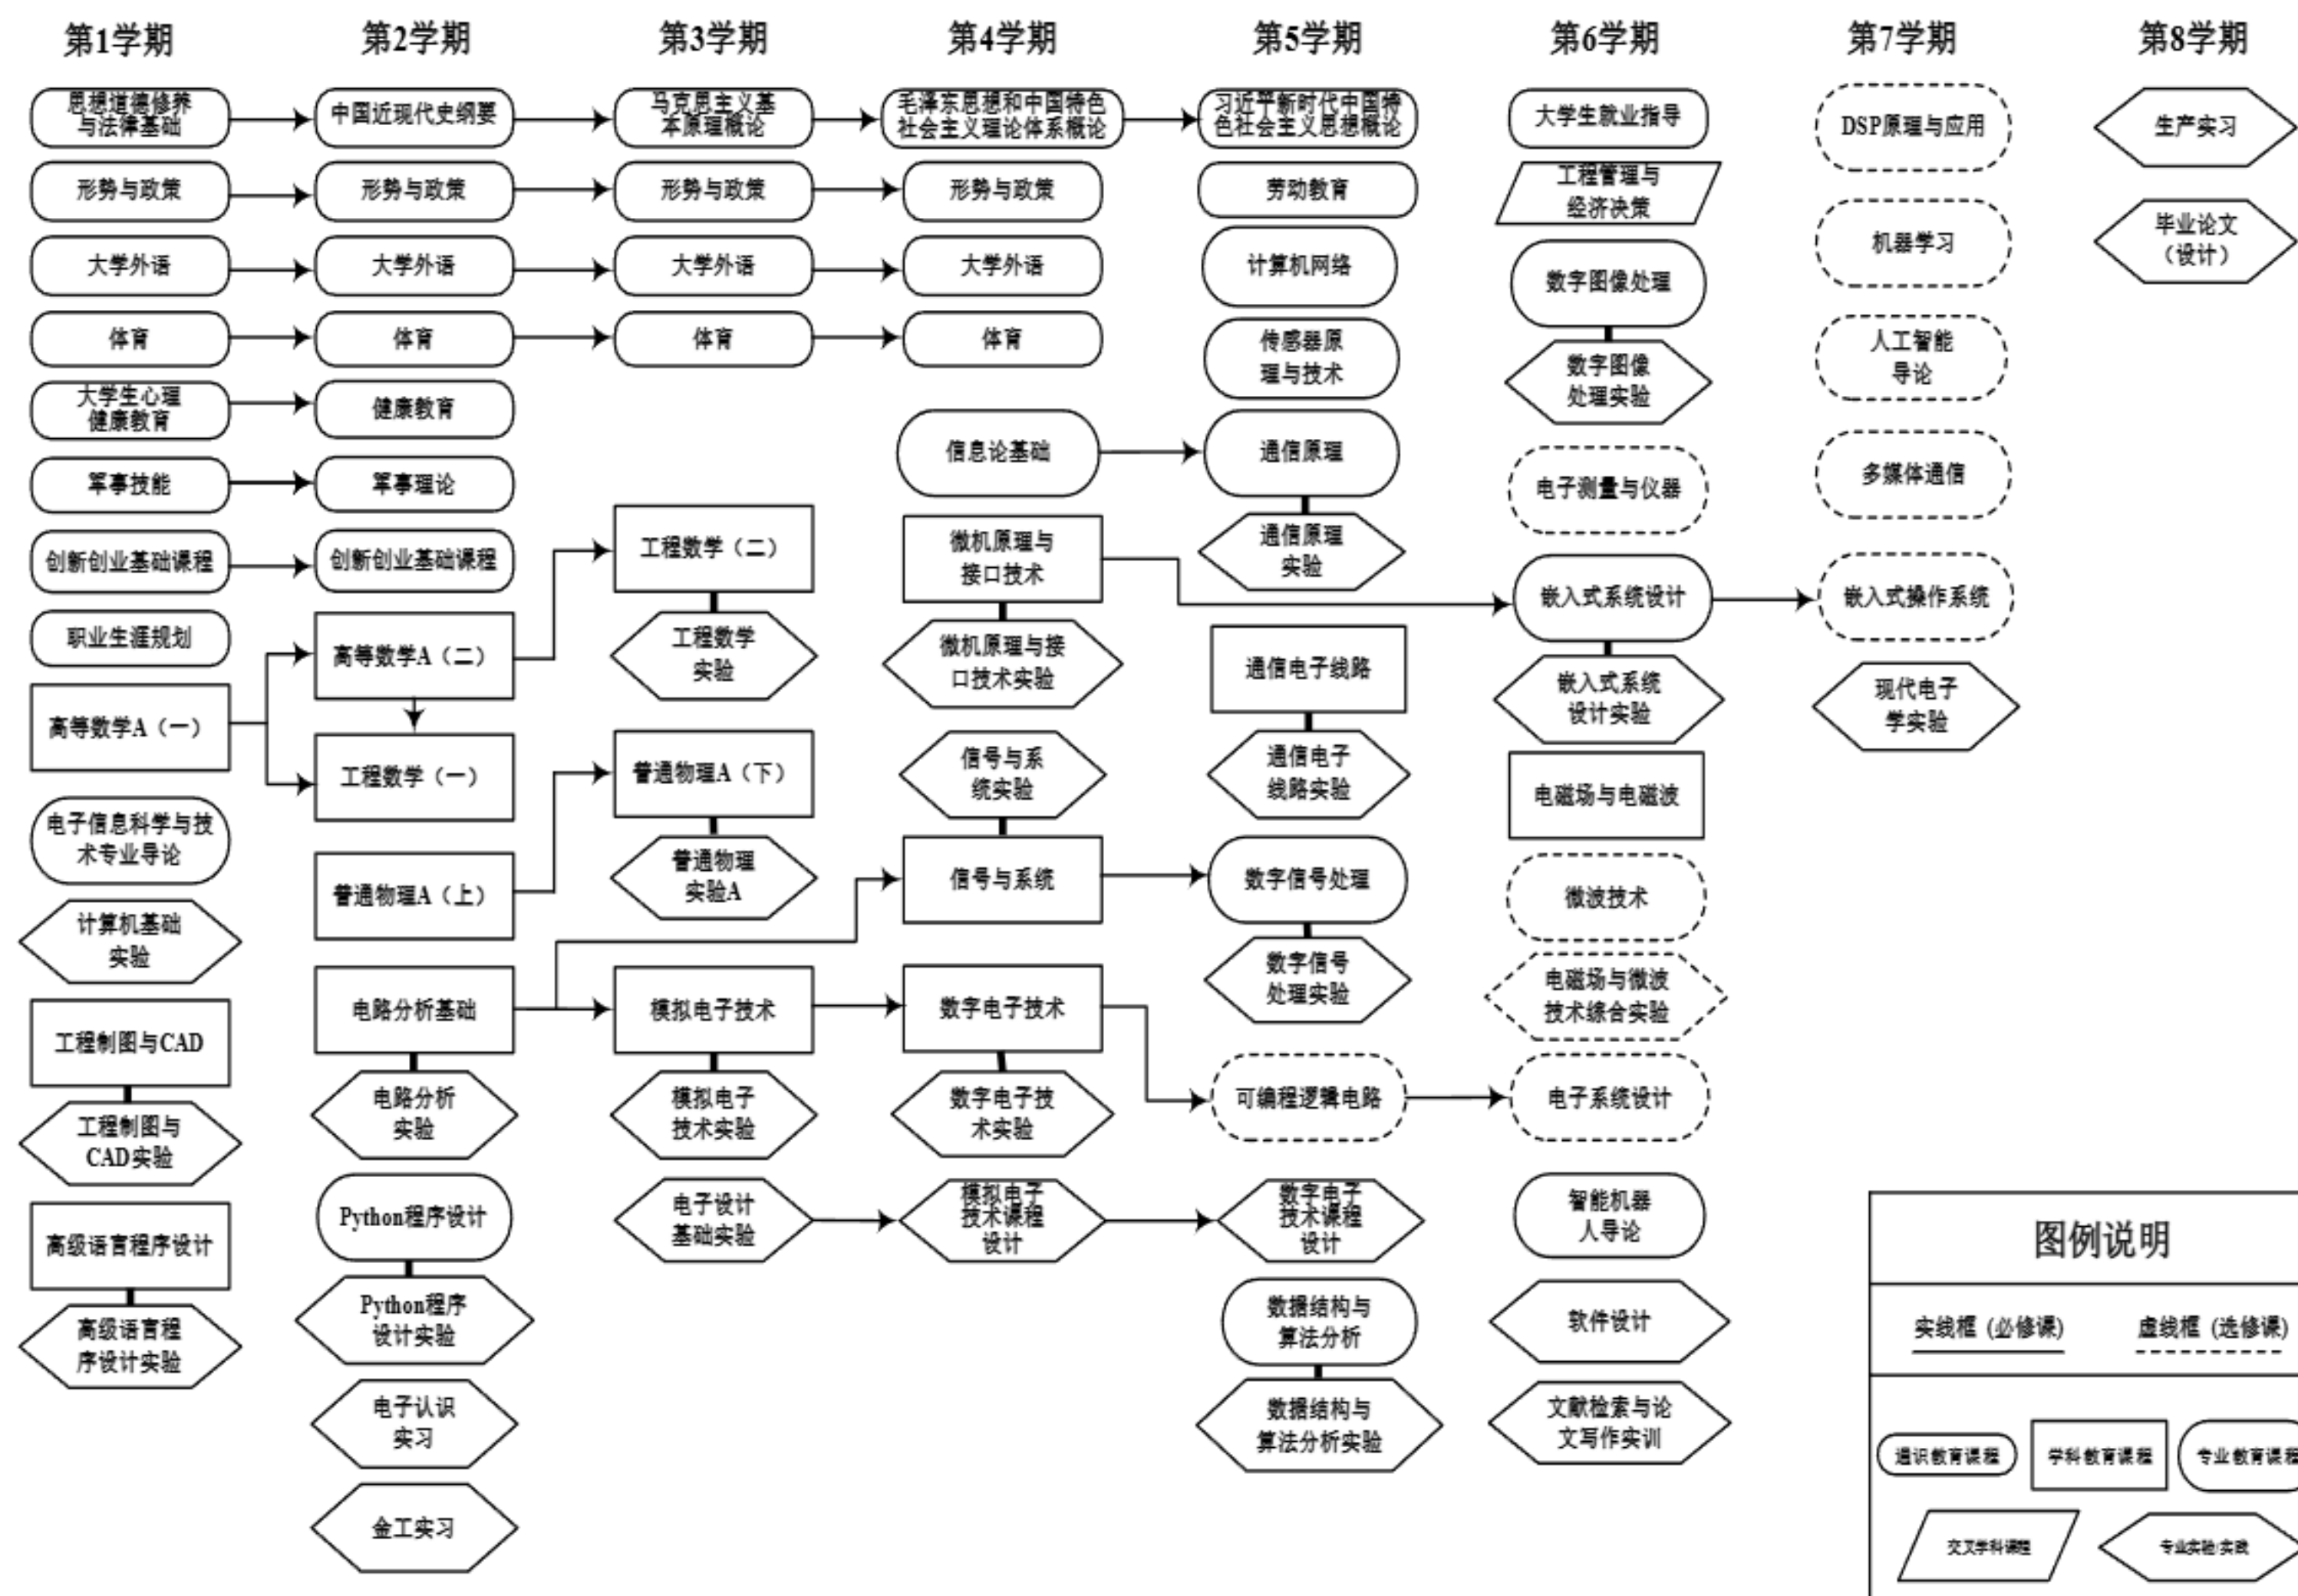 第1学期
第2学期
第3学期
第4学期
第5学期
第6学期
第7学期
第8学期
思想道德修养
与法律基础
形势与政策
大学外语
体育
大学生心理
健康教育
军事技能
创新创业基础课程
职业生涯规划
高等数学A（一）
电子信息科学与技
术专业导论
计算机基础
实验
工程制图与CAD
工程制图与
CAD实验
高级语言程序设计
高级语言程
序设计实验
中国近现代史纲要
形势与政策
大学外语
体育
健康教育
军事理论
创新创业基础课程
高等数学A（二）
工程数学（一）
普通物理A（上）
电路分析基础
电路分析
实验
Python程序设计
Python程序
设计实验
电子认识
实习
金工实习
马克思主义基
本原理概论
形势与政策
大学外语
体育
工程数学（二）
工程数学
实验
普通物理A（下）
普通物理
实验A
模拟电子技术
模拟电子
技术实验
电子设计
基础实验
毛泽东思想和中国特色
社会主义理论体系概论
形势与政策
大学外语
体育
信息论基础
微机原理与
接口技术
微机原理与接
口技术实验
信号与系
统实验
信号与系统
数字电子技术
数字电子技
术实验
模拟电子
技术课程
设计
习近平新时代中国特
色社会主义思想概论
劳动教育
计算机网络
传感器原
理与技术
通信原理
通信原理
实验
通信电子线路
通信电子
线路实验
数字信号处理
数字信号
处理实验
可编程逻辑电路
数字电子
技术课程
设计
数据结构与
算法分析
数据结构与
算法分析实验
大学生就业指导
工程管理与
经济决策
数字图像处理
数字图像
处理实验
电子测量与仪器
嵌入式系统设计
嵌入式系统
设计实验
电磁场与电磁波
微波技术
电磁场与微波
技术综合实验
电子系统设计
智能机器
人导论
软件设计
文献检索与论
文写作实训
DSP原理与应用
机器学习
人工智能
导论
多媒体通信
嵌入式操作系统
现代电子
学实验
生产实习
毕业论文
（设计）
图例说明
实线框 (必修课)
虚线框 (选修课)
通识教育课程
学科教育课程
专业教育课程
交叉学科课程
专业实验/实践